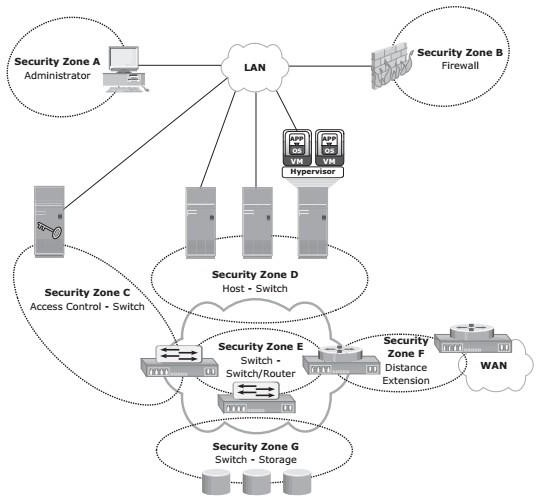 Security Zone A
Administrator
LAN
Security Zone B
Firewall
APP
OS
VM
APP
OS
VM
Hypervisor
Security Zone C
Access Control - Switch
Security Zone D
Host - Switch
Security Zone E
Switch -
Switch/Router
Security
Zone F
Distance
Extension
WAN
Security Zone G
Switch - Storage